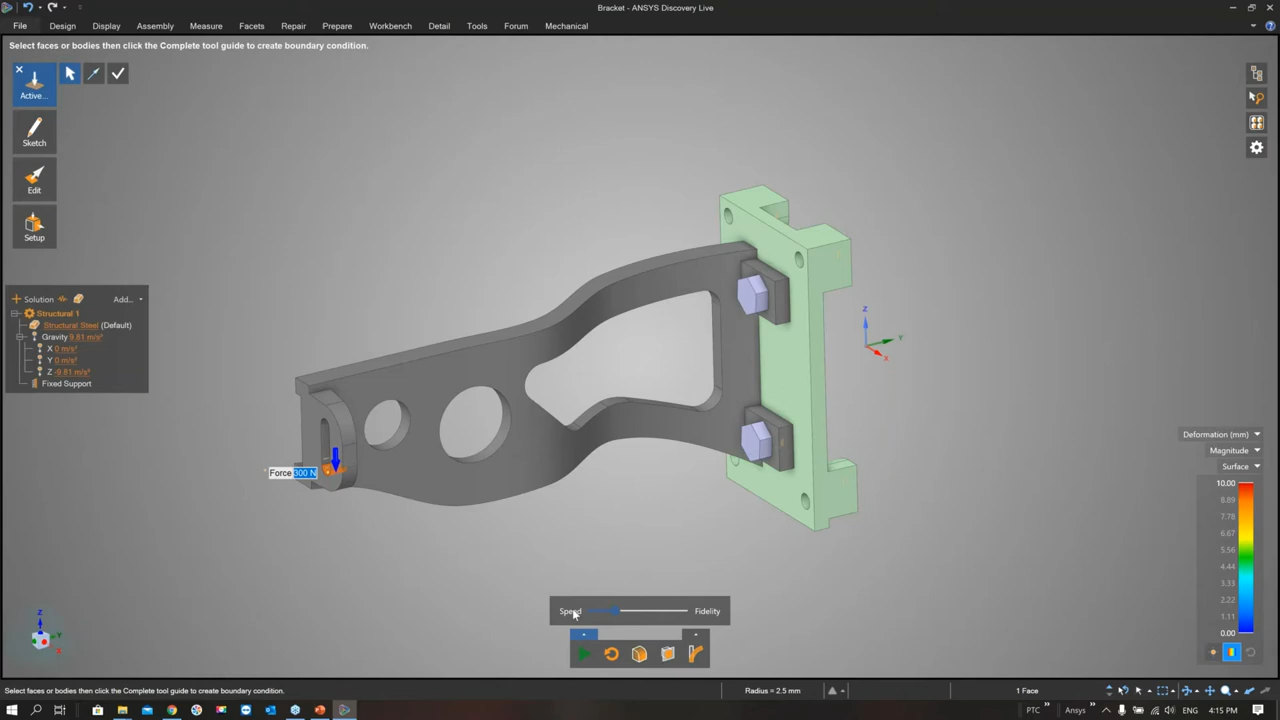 Bracket - ANSYS Discovery Live
File Design Display Assembly Measure Facets Repair Prepare Workbench Detail Tools Forum Mechanical
Select faces or bodies then click the Complete tool guide to create boundary condition.
Active...
Sketch
Edit
Setup
Solution Add...
Structural 1
Structural Steel (Default)
Gravity 9.81 m/s²
X 0 m/s²
Y 0 m/s²
Z -9.81 m/s²
Fixed Support
Z
Y
X
Force 300 N
Deformation (mm)
Magnitude
Surface
10.00
8.89
7.78
6.67
5.56
4.44
3.33
2.22
1.11
0.00
Speed Fidelity
Z
Y
X
Select faces or bodies then click the Complete tool guide to create boundary condition. Radius = 2.5 mm 1 Face
PTC Ansys ENG 4:15 PM